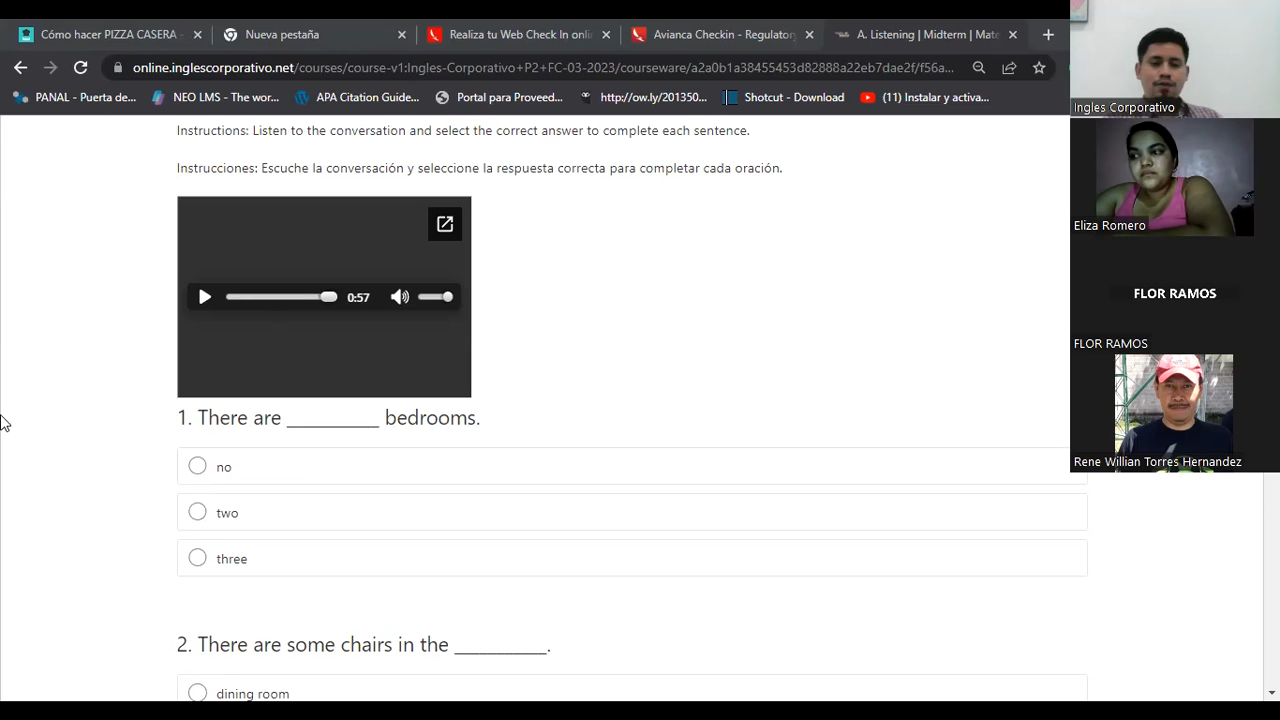 Cómo hacer PIZZA CASERA -
Nueva pestaña
Realiza tu Web Check In onli
Avianca Checkin - Regulatory
A. Listening | Midterm | Mate
online.inglescorporativo.net/courses/course-v1:Ingles-Corporativo+P2+FC-03-2023/courseware/a2a0b1a38455453d82888a22eb7dae2f/f56a...
PANAL - Puerta de...
NEO LMS - The wor...
APA Citation Guide...
Portal para Proveed...
http://ow.ly/201350...
Shotcut - Download
(11) Instalar y activa...
Ingles Corporativo
Instructions: Listen to the conversation and select the correct answer to complete each sentence.
Instrucciones: Escuche la conversación y seleccione la respuesta correcta para completar cada oración.
Eliza Romero
0:57
FLOR RAMOS
FLOR RAMOS
Rene Willian Torres Hernandez
1. There are _________ bedrooms.
no
two
three
2. There are some chairs in the _________.
dining room